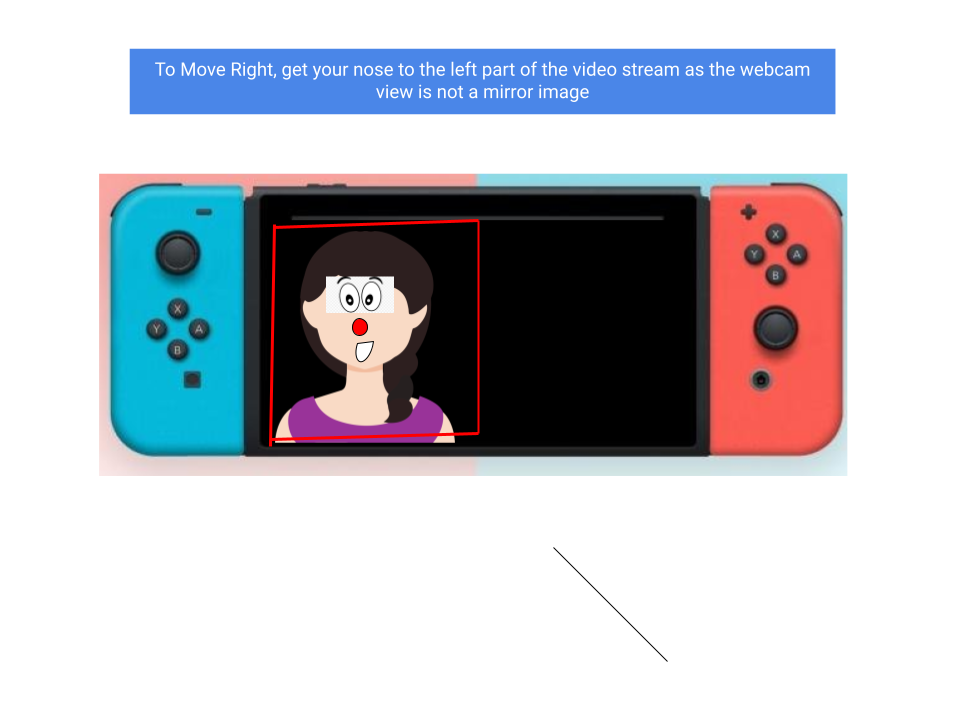 To Move Right, get your nose to the left part of the video stream as the webcam
view is not a mirror image
X
Y A
B
X
Y A
B